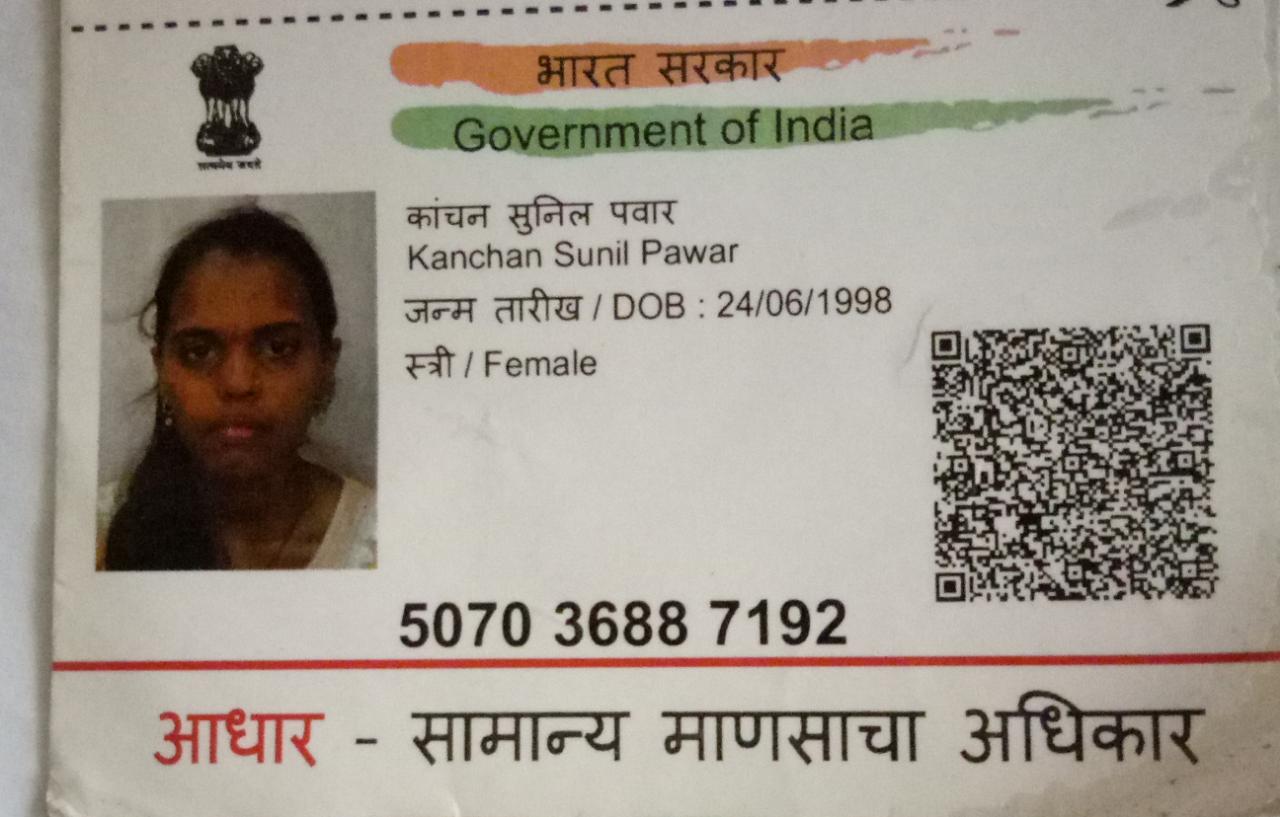 सत्यमेव जयते
भारत सरकार
Government of India
कांचन सुनिल पवार
Kanchan Sunil Pawar
जन्म तारीख / DOB : 24/06/1998
स्त्री / Female
5070 3688 7192
आधार - सामान्य माणसाचा अधिकार